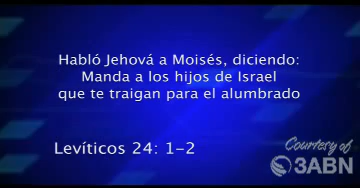 Habló Jehová a Moisés, diciendo:
Manda a los hijos de Israel
que te traigan para el alumbrado
Levíticos 24: 1-2
Courtesy of
3ABN